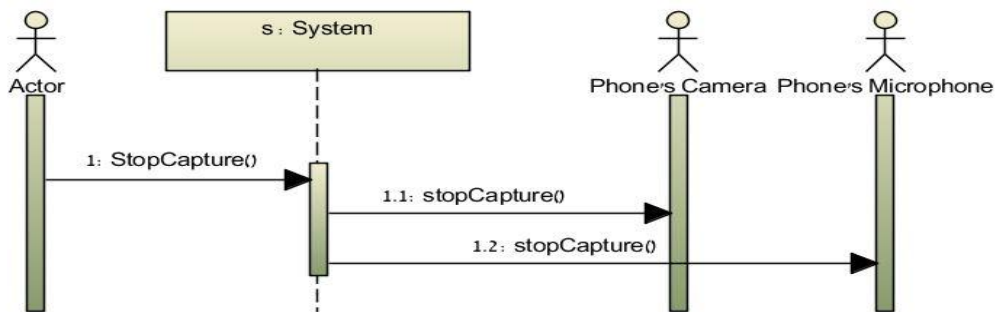 s : System
Actor
Phone's Camera
Phone's Microphone
1: StopCapture()
1.1: stopCapture()
1.2: stopCapture()